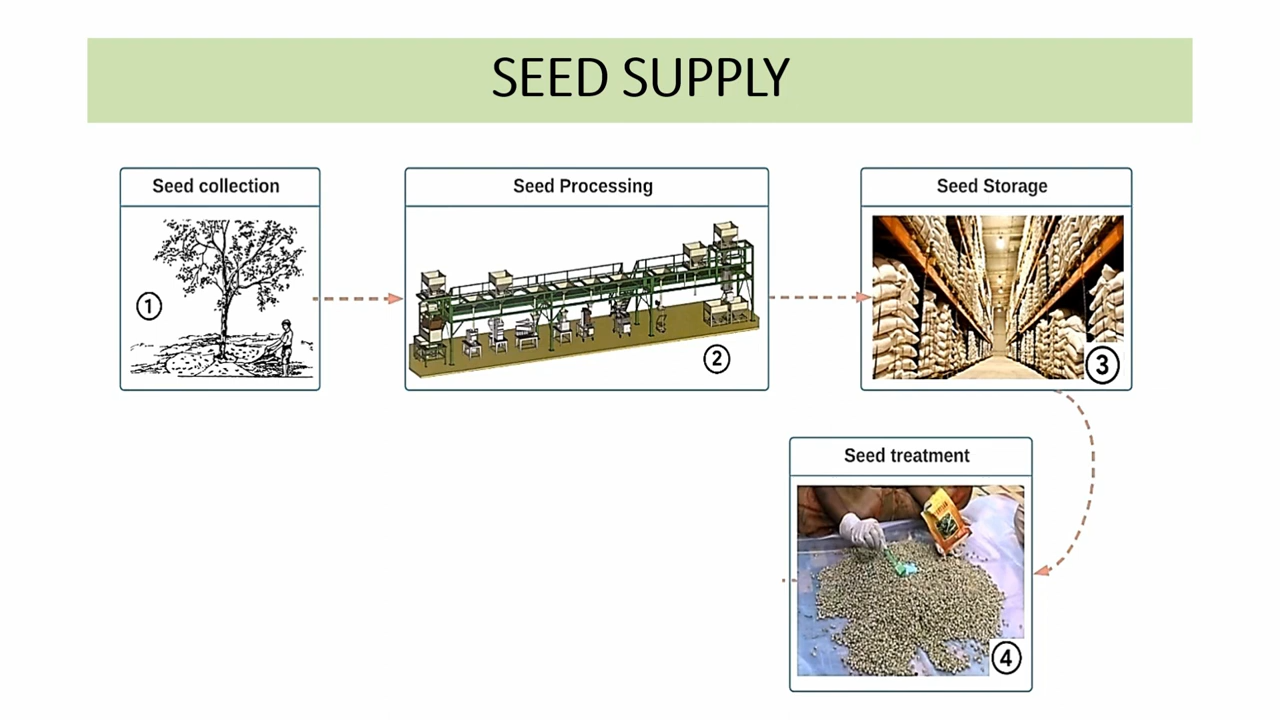 SEED SUPPLY
Seed collection
1
Seed Processing
2
Seed Storage
3
Seed treatment
4